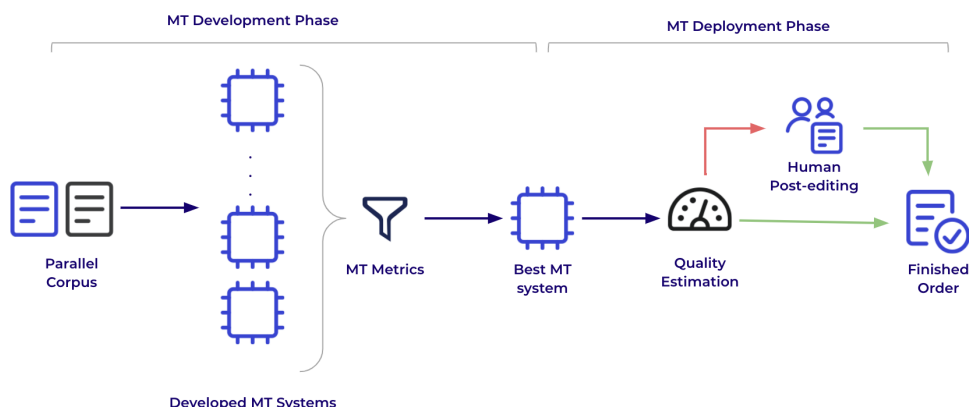 MT Development Phase
MT Deployment Phase
Parallel
Corpus
MT Metrics
Best MT
system
Quality
Estimation
Human
Post-editing
Finished
Order
Developed MT Systems